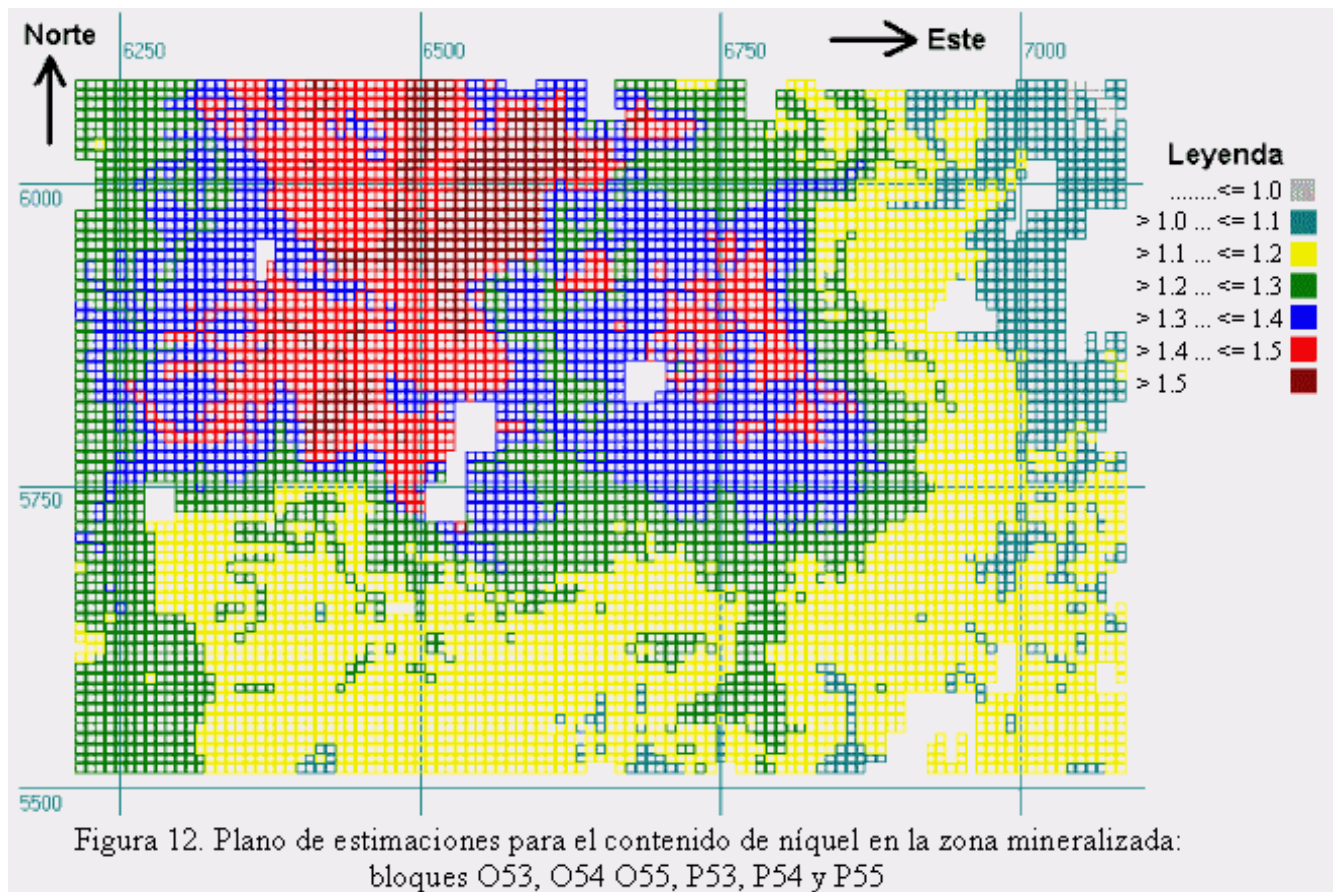 Norte
Este
6250
6500
6750
7000
6000
5750
5500
Leyenda
........<= 1.0
> 1.0 ... <= 1.1
> 1.1 ... <= 1.2
> 1.2 ... <= 1.3
> 1.3 ... <= 1.4
> 1.4 ... <= 1.5
> 1.5
Figura 12. Plano de estimaciones para el contenido de níquel en la zona mineralizada:
bloques O53, O54 O55, P53, P54 y P55